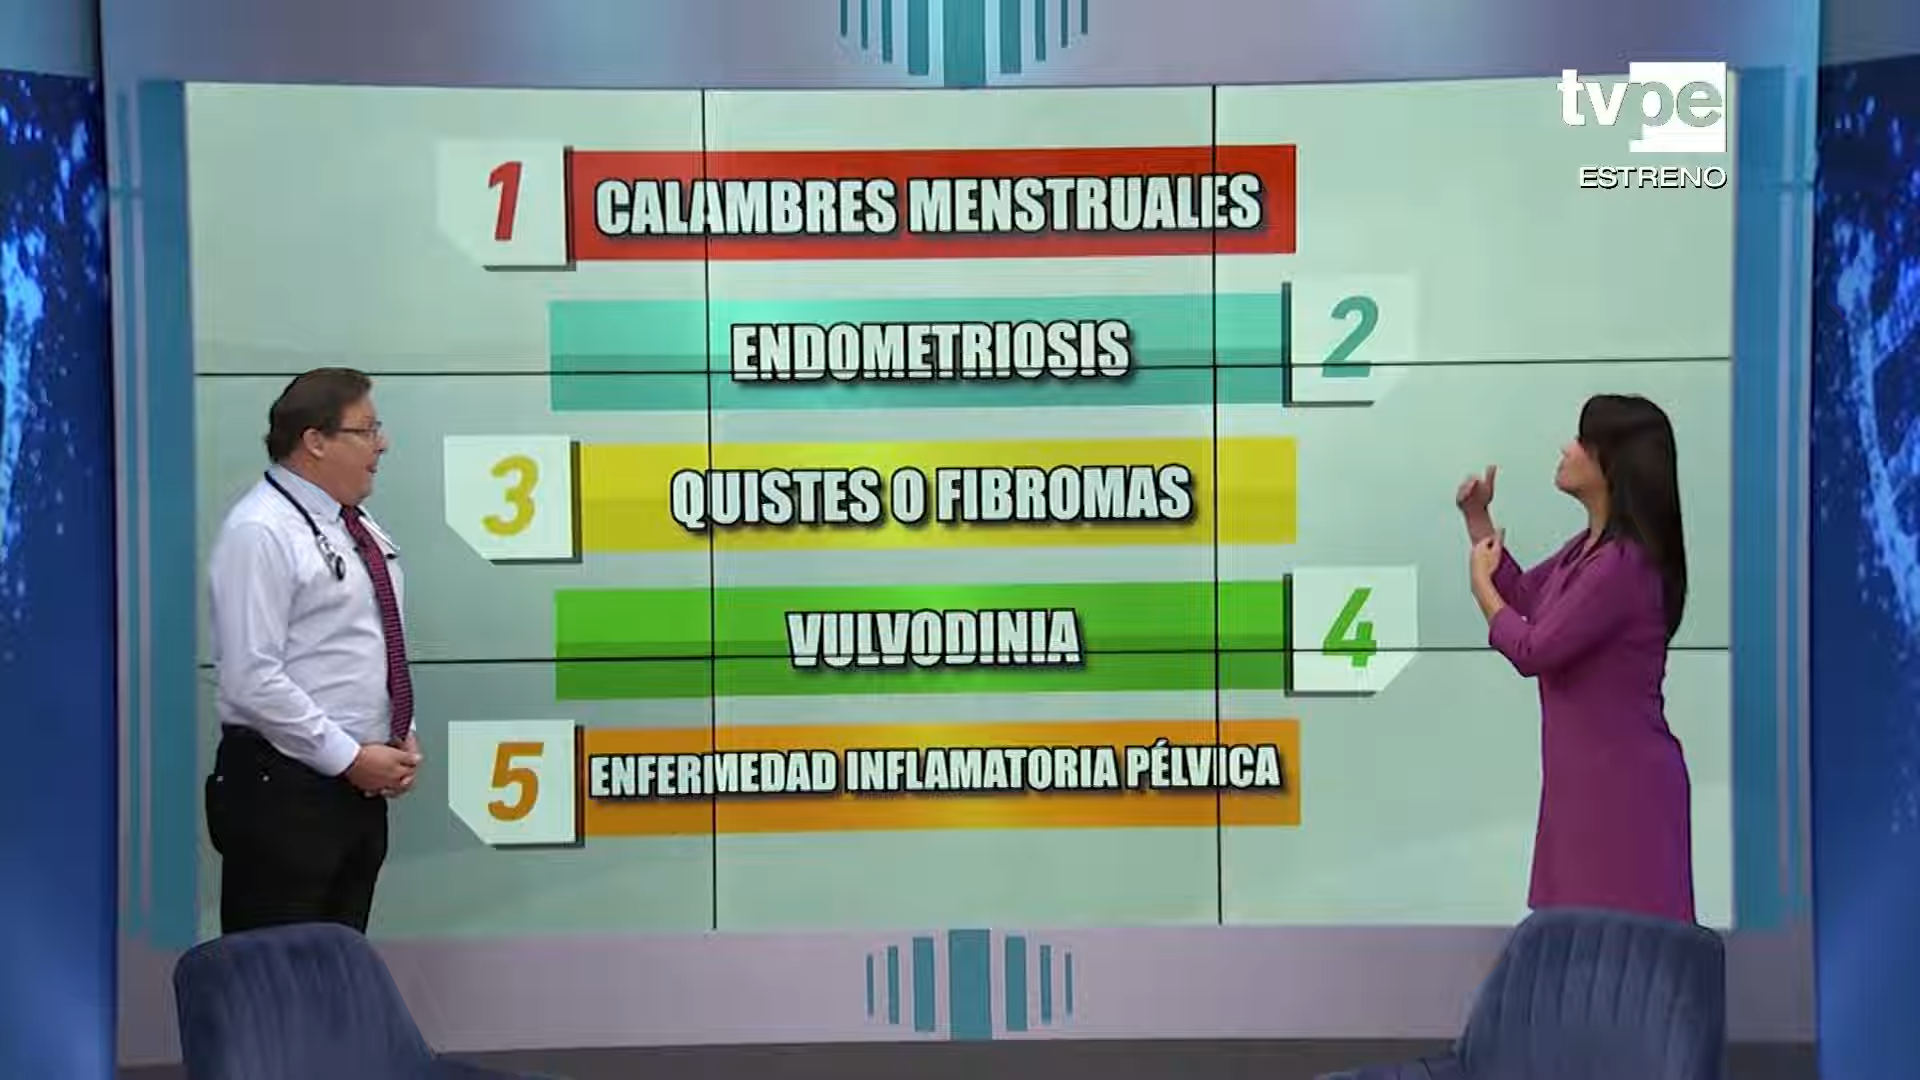 tvpe
ESTRENO
1 CALAMBRES MENSTRUALES
ENDOMETRIOSIS 2
3 QUISTES O FIBROMAS
VULVODINIA 4
5 ENFERMEDAD INFLAMATORIA PÉLVICA